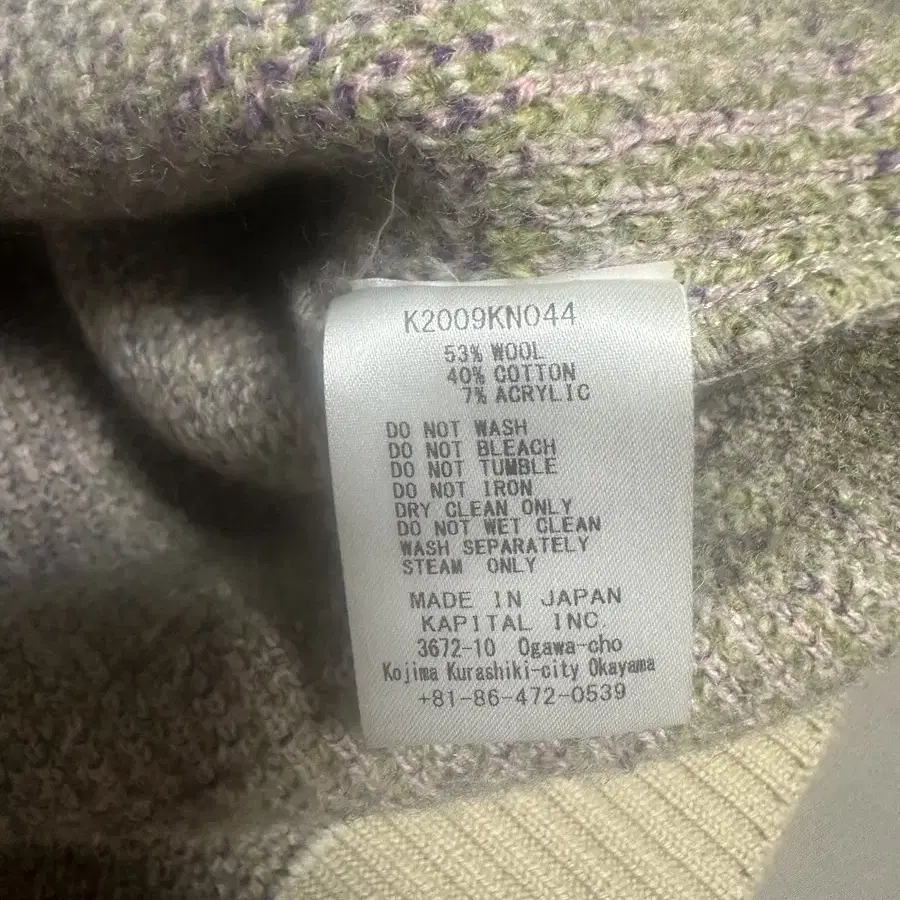 K2009KN044
53% WOOL
40% COTTON
7% ACRYLIC
DO NOT WASH
DO NOT BLEACH
DO NOT TUMBLE
DO NOT IRON
DRY CLEAN ONLY
DO NOT WET CLEAN
WASH SEPARATELY
STEAM ONLY
MADE IN JAPAN
KAPITAL INC.
3672-10 Ogawa-cho
Kojima Kurashiki-city Okayama
+81-86-472-0539